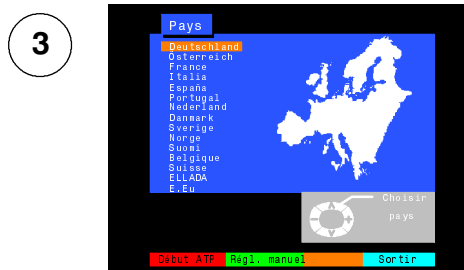 3
Pays
Deutschland
Österreich
France
Italia
España
Portugal
Nederland
Danmark
Sverige
Norge
Suomi
Belgique
Suisse
ELLADA
E.Eu
Choisir
pays
Début ATP Régl. manuel Sortir